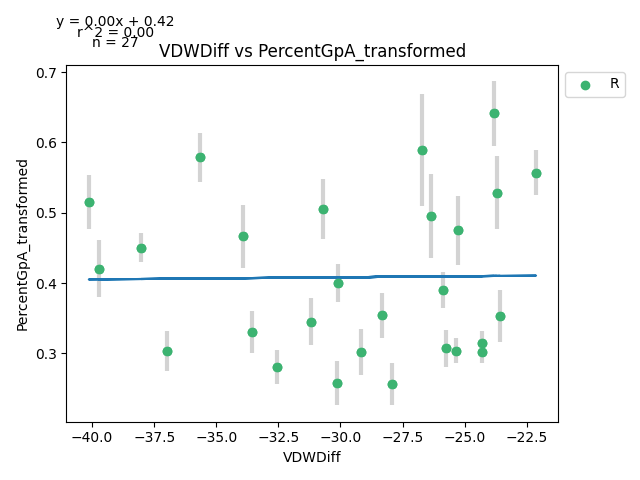 y = 0.00x + 0.42
r^2 = 0.00
n = 27
VDWDiff vs PercentGpA_transformed
R
PercentGpA_transformed
0.7
0.6
0.5
0.4
0.3
−40.0 −37.5 −35.0 −32.5 −30.0 −27.5 −25.0 −22.5
VDWDiff